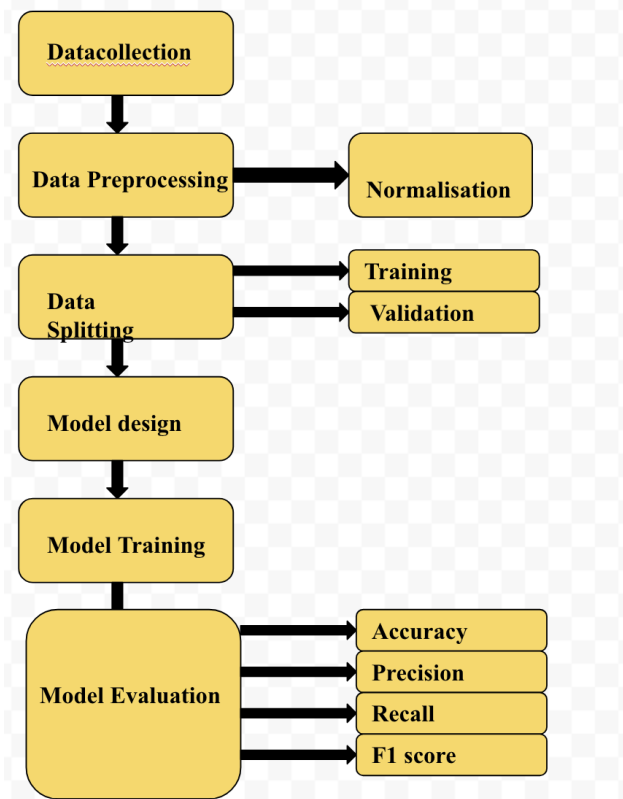 Datacollection
Data Preprocessing
Normalisation
Data
Splitting
Training
Validation
Model design
Model Training
Model Evaluation
Accuracy
Precision
Recall
F1 score